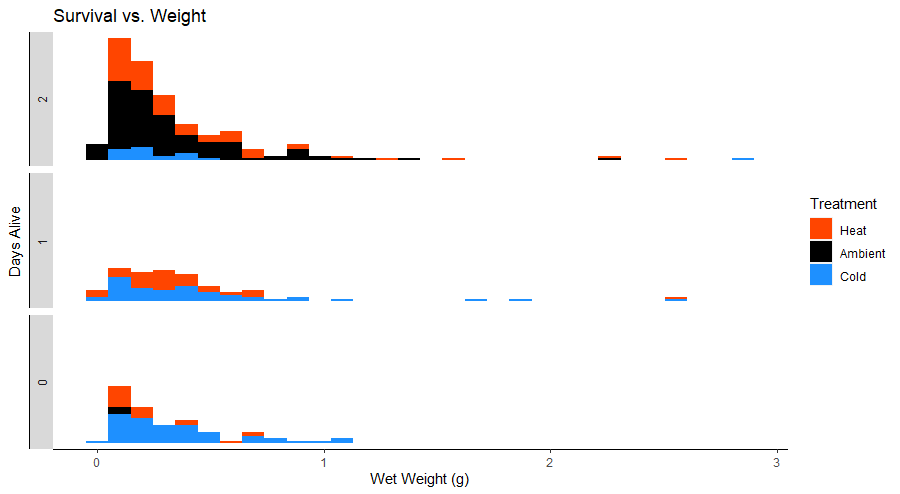 Survival vs. Weight
2
1
0
Days Alive
0 1 2 3
Wet Weight (g)
Treatment
Heat
Ambient
Cold